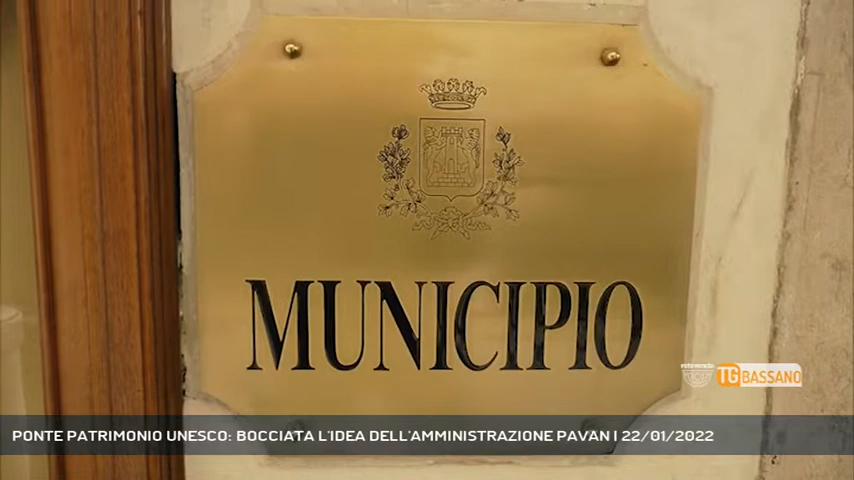 MUNICIPIO
TG BASSANO
PONTE PATRIMONIO UNESCO: BOCCIATA L'IDEA DELL'AMMINISTRAZIONE PAVAN | 22/01/2022